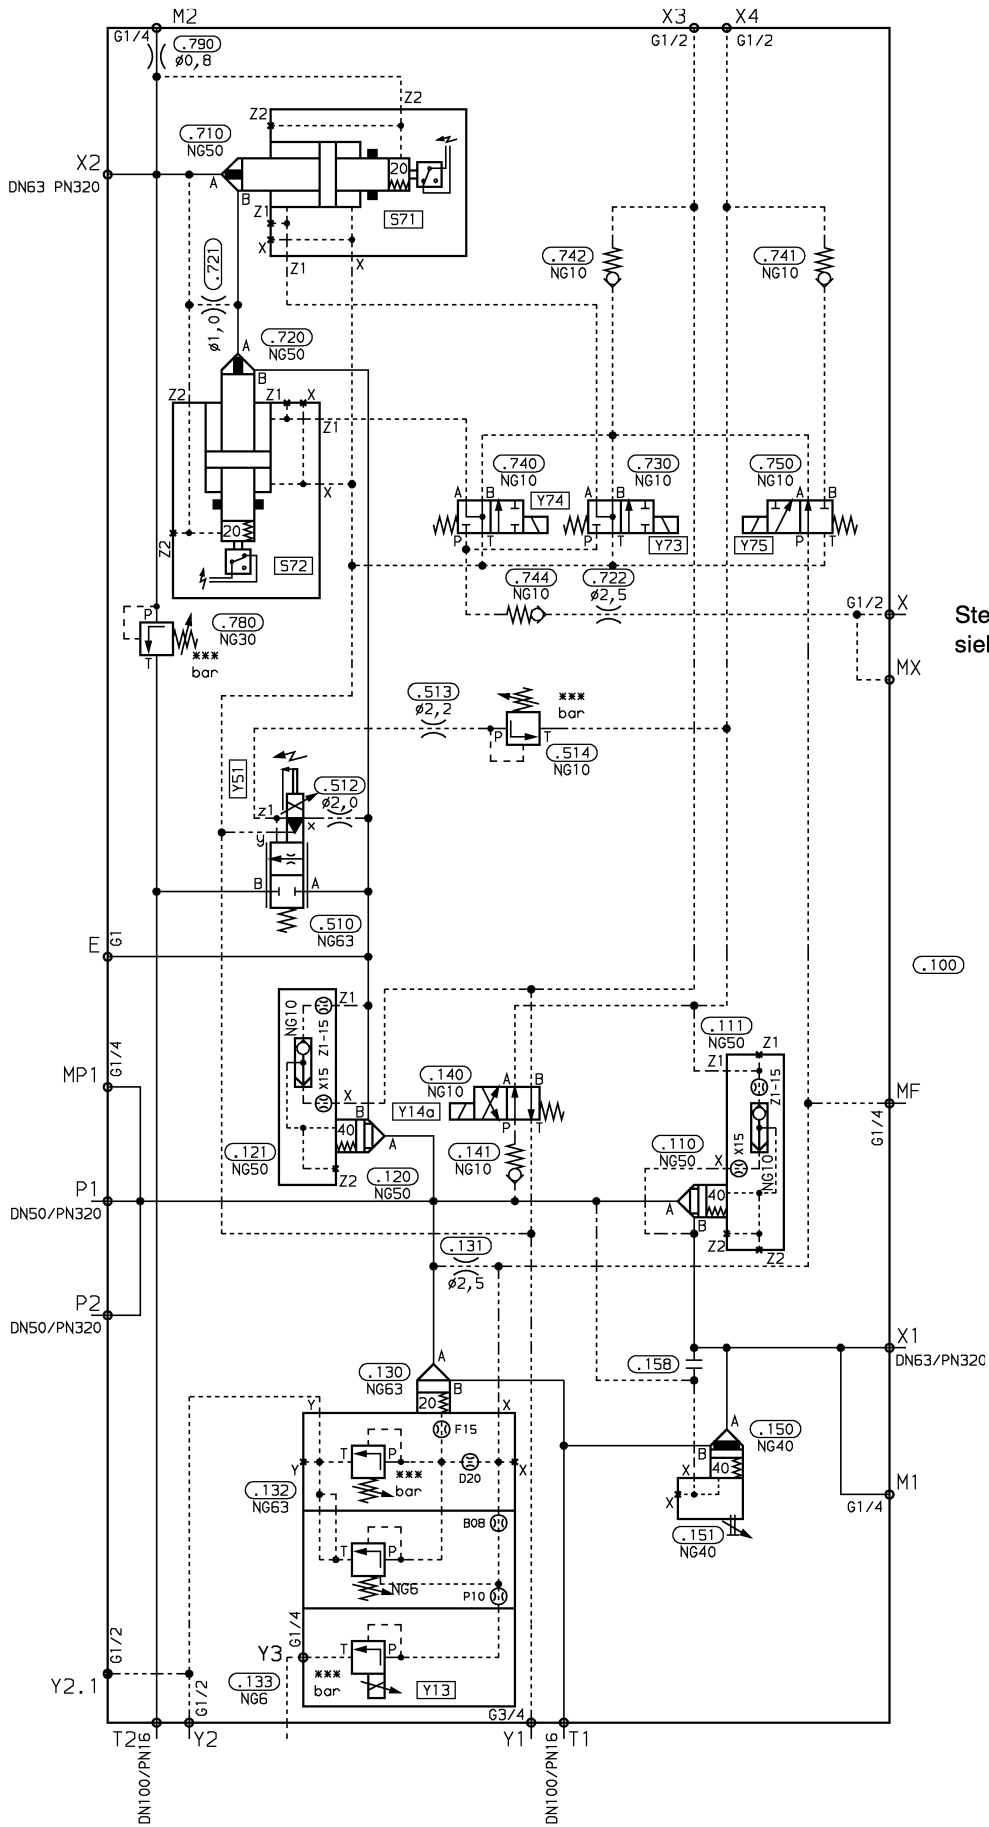 M2
X3
X4
G1/4
.790
ø0,8
G1/2
G1/2
Z2
Z2
.710
NG50
X2
DN63 PN320
A
B
20
S71
Z1
X
Z1
X
.721
ø1,0
.742
NG10
.741
NG10
A
.720
NG50
B
Z2
Z1
X
Z1
X
20
Z2
S72
.740
NG10
.730
NG10
.750
NG10
A
B
Y74
A
B
A
B
P
T
P
T
Y73
Y75
P
T
.744
NG10
.722
ø2,5
G1/2
X
Ste
siel
MX
P
T
.780
NG30
***
bar
.513
ø2,2
***
bar
P
T
.514
NG10
Y51
.512
ø2,0
z1
x
y
B
A
.510
NG63
E
G1
.100
NG10
Z1
Z1-15
X15
X
B
40
A
.121
NG50
Z2
.120
NG50
MP1
G1/4
.140
NG10
Y14a
A
B
P
T
.141
NG10
.111
NG50
Z1
Z1
Z1-15
X15
NG10
.110
NG50
X
40
A
B
Z2
Z2
MF
G1/4
P1
DN50/PN320
.131
ø2,5
P2
DN50/PN320
X1
DN63/PN320
.158
A
.130
NG63
B
20
Y
X
F15
T
P
Y
***
bar
D20
X
.132
NG63
B08
T
P
NG6
P10
G1/4
Y3
T
P
.133
NG6
***
bar
Y13
A
.150
NG40
B
X
40
X
.151
NG40
M1
G1/4
G1/2
Y2.1
G1/2
G3/4
T2
Y2
Y1
T1
DN100/PN16
DN100/PN16